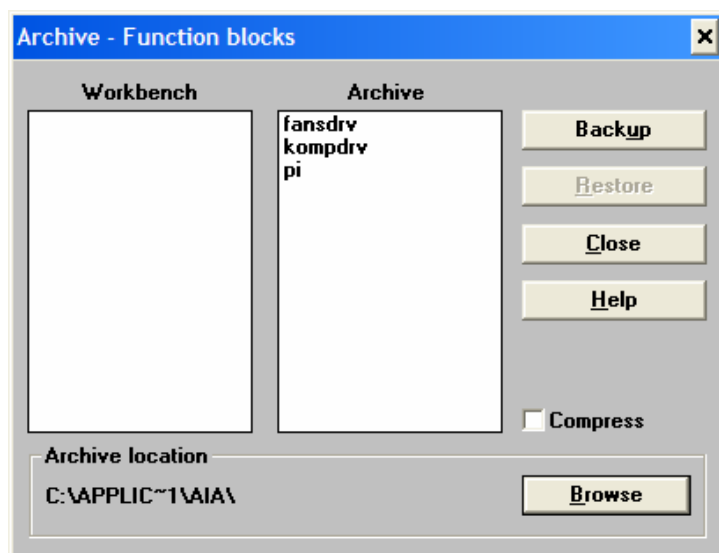 Archive - Function blocks
Workbench
Archive
fansdrv
kompdrv
pi
Backup
Restore
Close
Help
Compress
Archive location
C:\APPLIC~1\AIA\
Browse